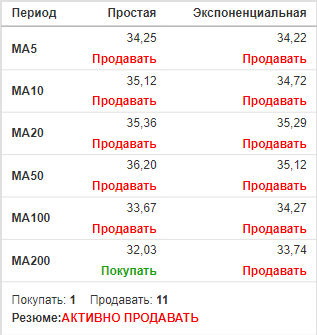 Период Простая Экспоненциальная
MA5 34,25 34,22
Продавать Продавать
MA10 35,12 34,72
Продавать Продавать
MA20 35,36 35,29
Продавать Продавать
MA50 36,20 35,12
Продавать Продавать
MA100 33,67 34,27
Продавать Продавать
MA200 32,03 33,74
Покупать Продавать
Покупать: 1 Продавать: 11
Резюме:АКТИВНО ПРОДАВАТЬ